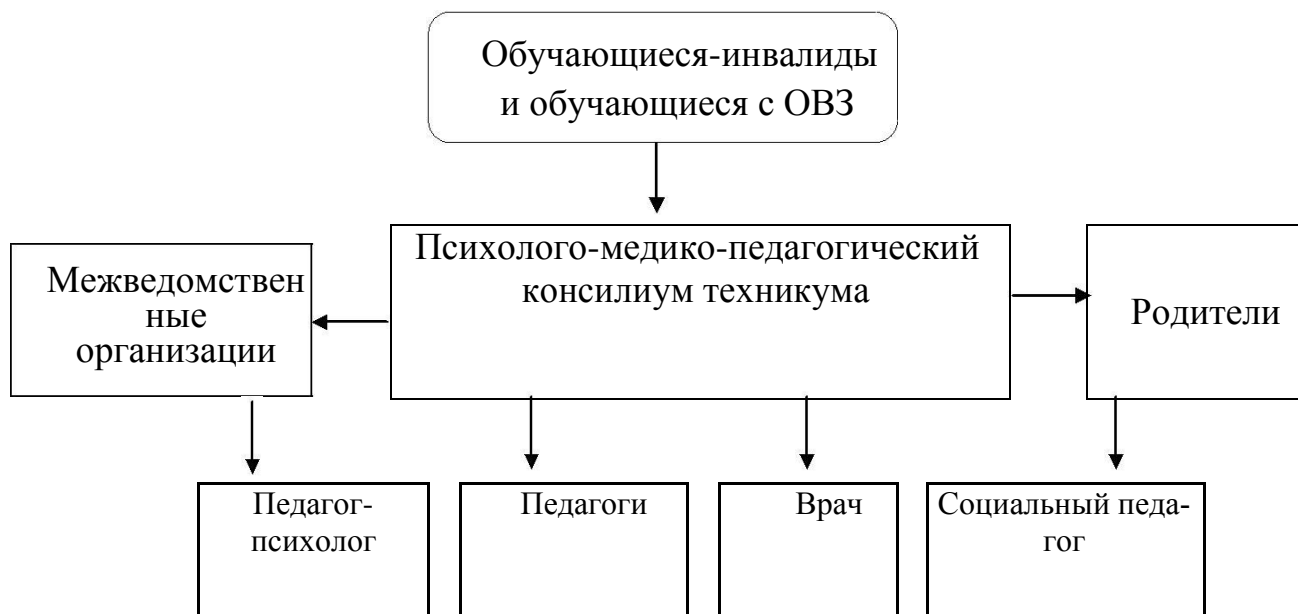 Обучающиеся-инвалиды
и обучающиеся с ОВЗ
Психолого-медико-педагогический
консилиум техникума
Межведомствен
ные
организации
Родители
Педагог-
психолог
Педагоги
Врач
Социальный педа-
гог